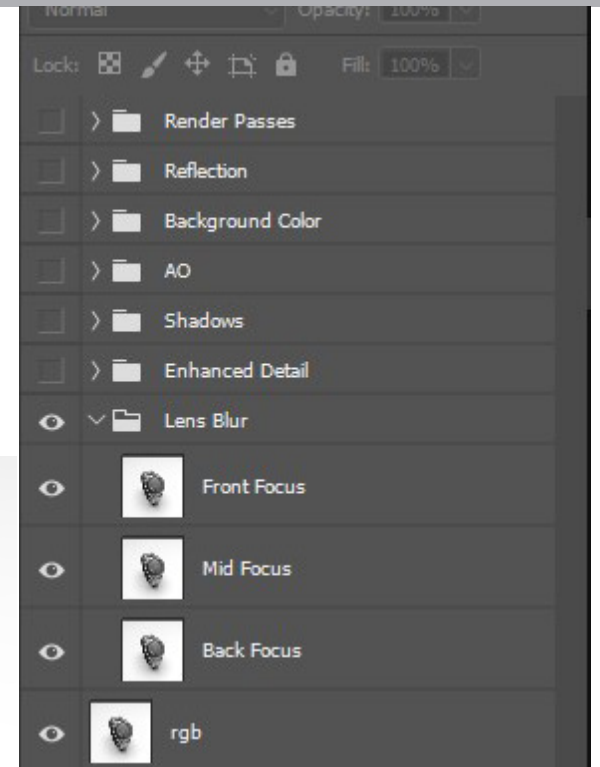 Normal Opacity: 100%
Lock: Fill: 100%
Render Passes
Reflection
Background Color
AO
Shadows
Enhanced Detail
Lens Blur
Front Focus
Mid Focus
Back Focus
rgb